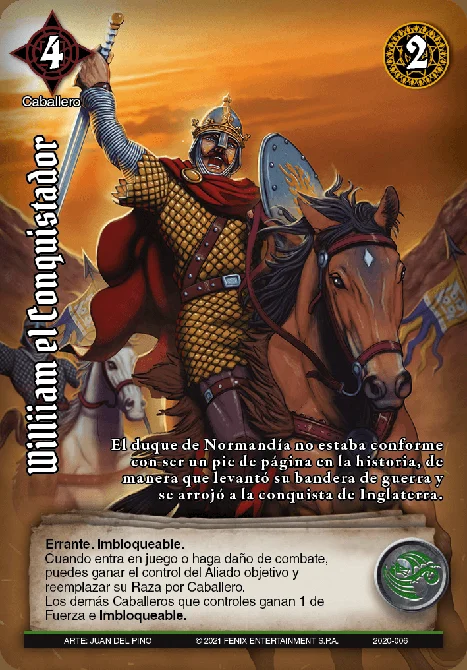 4
2
Caballero
Williiam el Conquistador
El duque de Normandía no estaba conforme
con ser un pie de página en la historia, de
manera que levantó su bandera de guerra y
se arrojó a la conquista de Inglaterra.
Errante. Imbloqueable.
Cuando entra en juego o haga daño de combate,
puedes ganar el control del Aliado objetivo y
reemplazar su Raza por Caballero.
Los demás Caballeros que controles ganan 1 de
Fuerza e Imbloqueable.
ARTE: JUAN DEL PINO © 2021 FENIX ENTERTAINMENT S.P.A. 2020-006